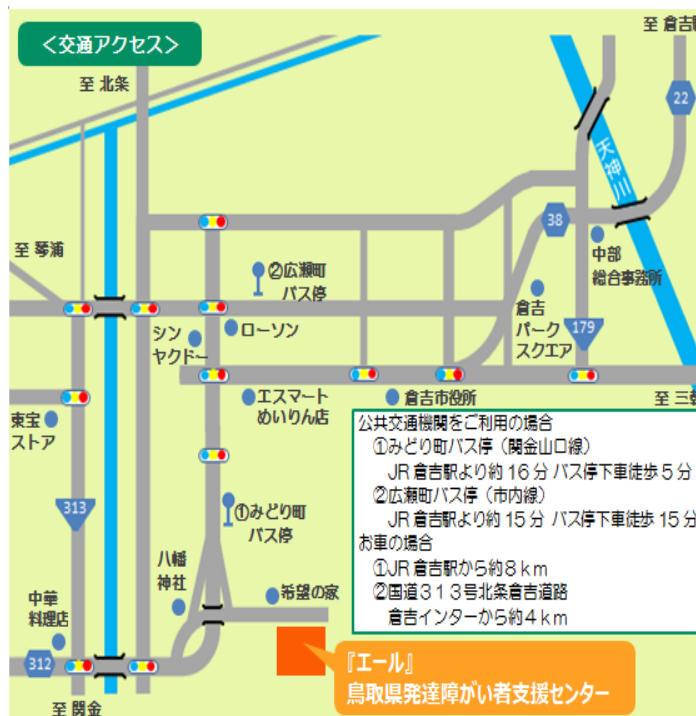 <交通アクセス>
至 倉吉
至 北条
22
天神川
38
中部
総合事務所
至 琴浦
②広瀬町
バス停
倉吉
パーク
スクエア
179
シン
ヤクドー
ローソン
エスマート
めいりん店
倉吉市役所
至 三
東宝
ストア
公共交通機関をご利用の場合
①みどり町バス停(関金山口線)
JR倉吉駅より約16分 バス停下車徒歩5分
②広瀬町バス停(市内線)
JR倉吉駅より約15分 バス停下車徒歩15分
お車の場合
①JR倉吉駅から約8km
②国道313号北条倉吉道路
倉吉インターから約4km
313
①みどり町
バス停
八幡
神社
希望の家
中華
料理店
312
『エール』
鳥取県発達障がい者支援センター
至 関金